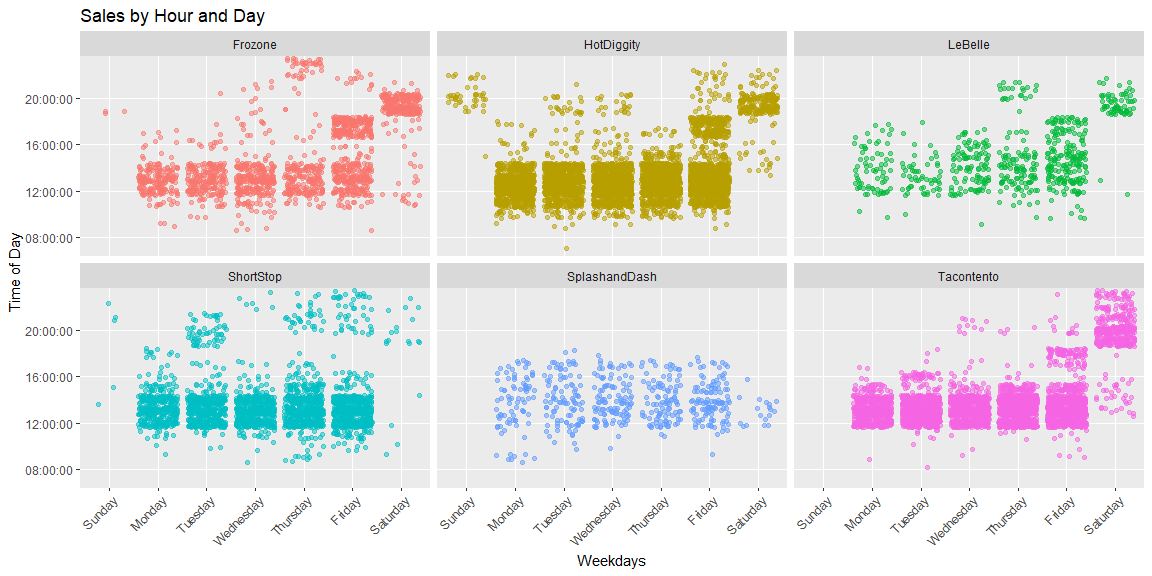 Sales by Hour and Day
Frozone
HotDiggity
LeBelle
20:00:00
16:00:00
12:00:00
08:00:00
ShortStop
SplashandDash
Tacontento
20:00:00
16:00:00
12:00:00
08:00:00
Time of Day
Sunday
Monday
Tuesday
Wednesday
Thursday
Friday
Saturday
Sunday
Monday
Tuesday
Wednesday
Thursday
Friday
Saturday
Sunday
Monday
Tuesday
Wednesday
Thursday
Friday
Saturday
Weekdays